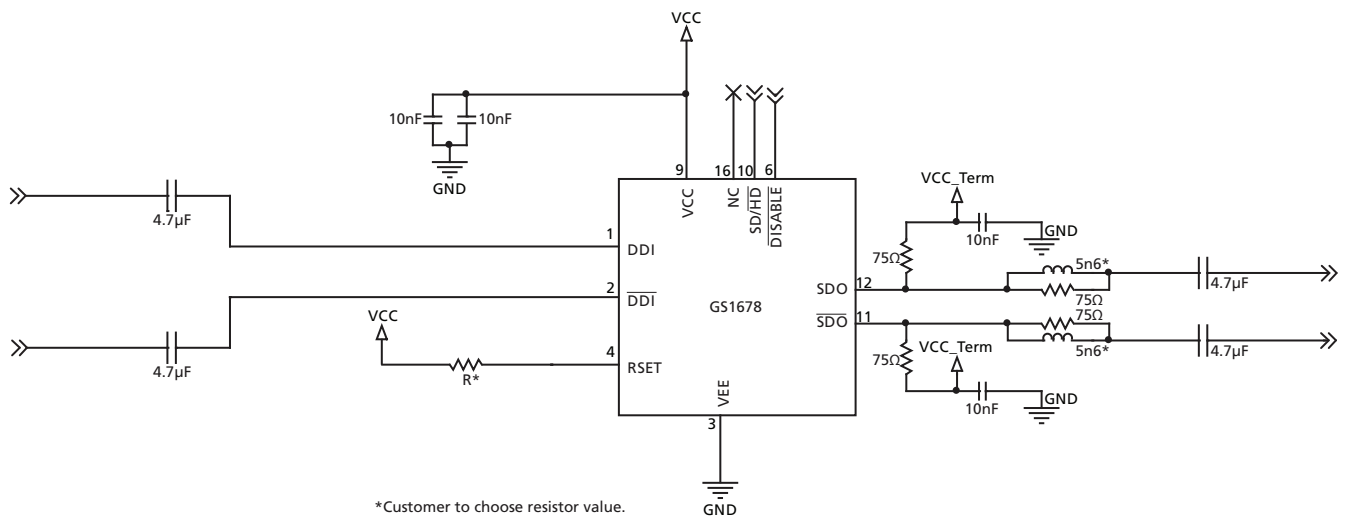 VCC
10nF
10nF
GND
9
16
10
6
VCC
NC
SD/HD
DISABLE
4.7µF
1
DDI
2
DDI
4.7µF
VCC
R*
4
RSET
GS1678
VEE
3
GND
VCC_Term
10nF
GND
75Ω
SDO
12
5n6*
75Ω
4.7µF
SDO
11
75Ω
5n6*
4.7µF
75Ω
VCC_Term
10nF
GND
*Customer to choose resistor value.